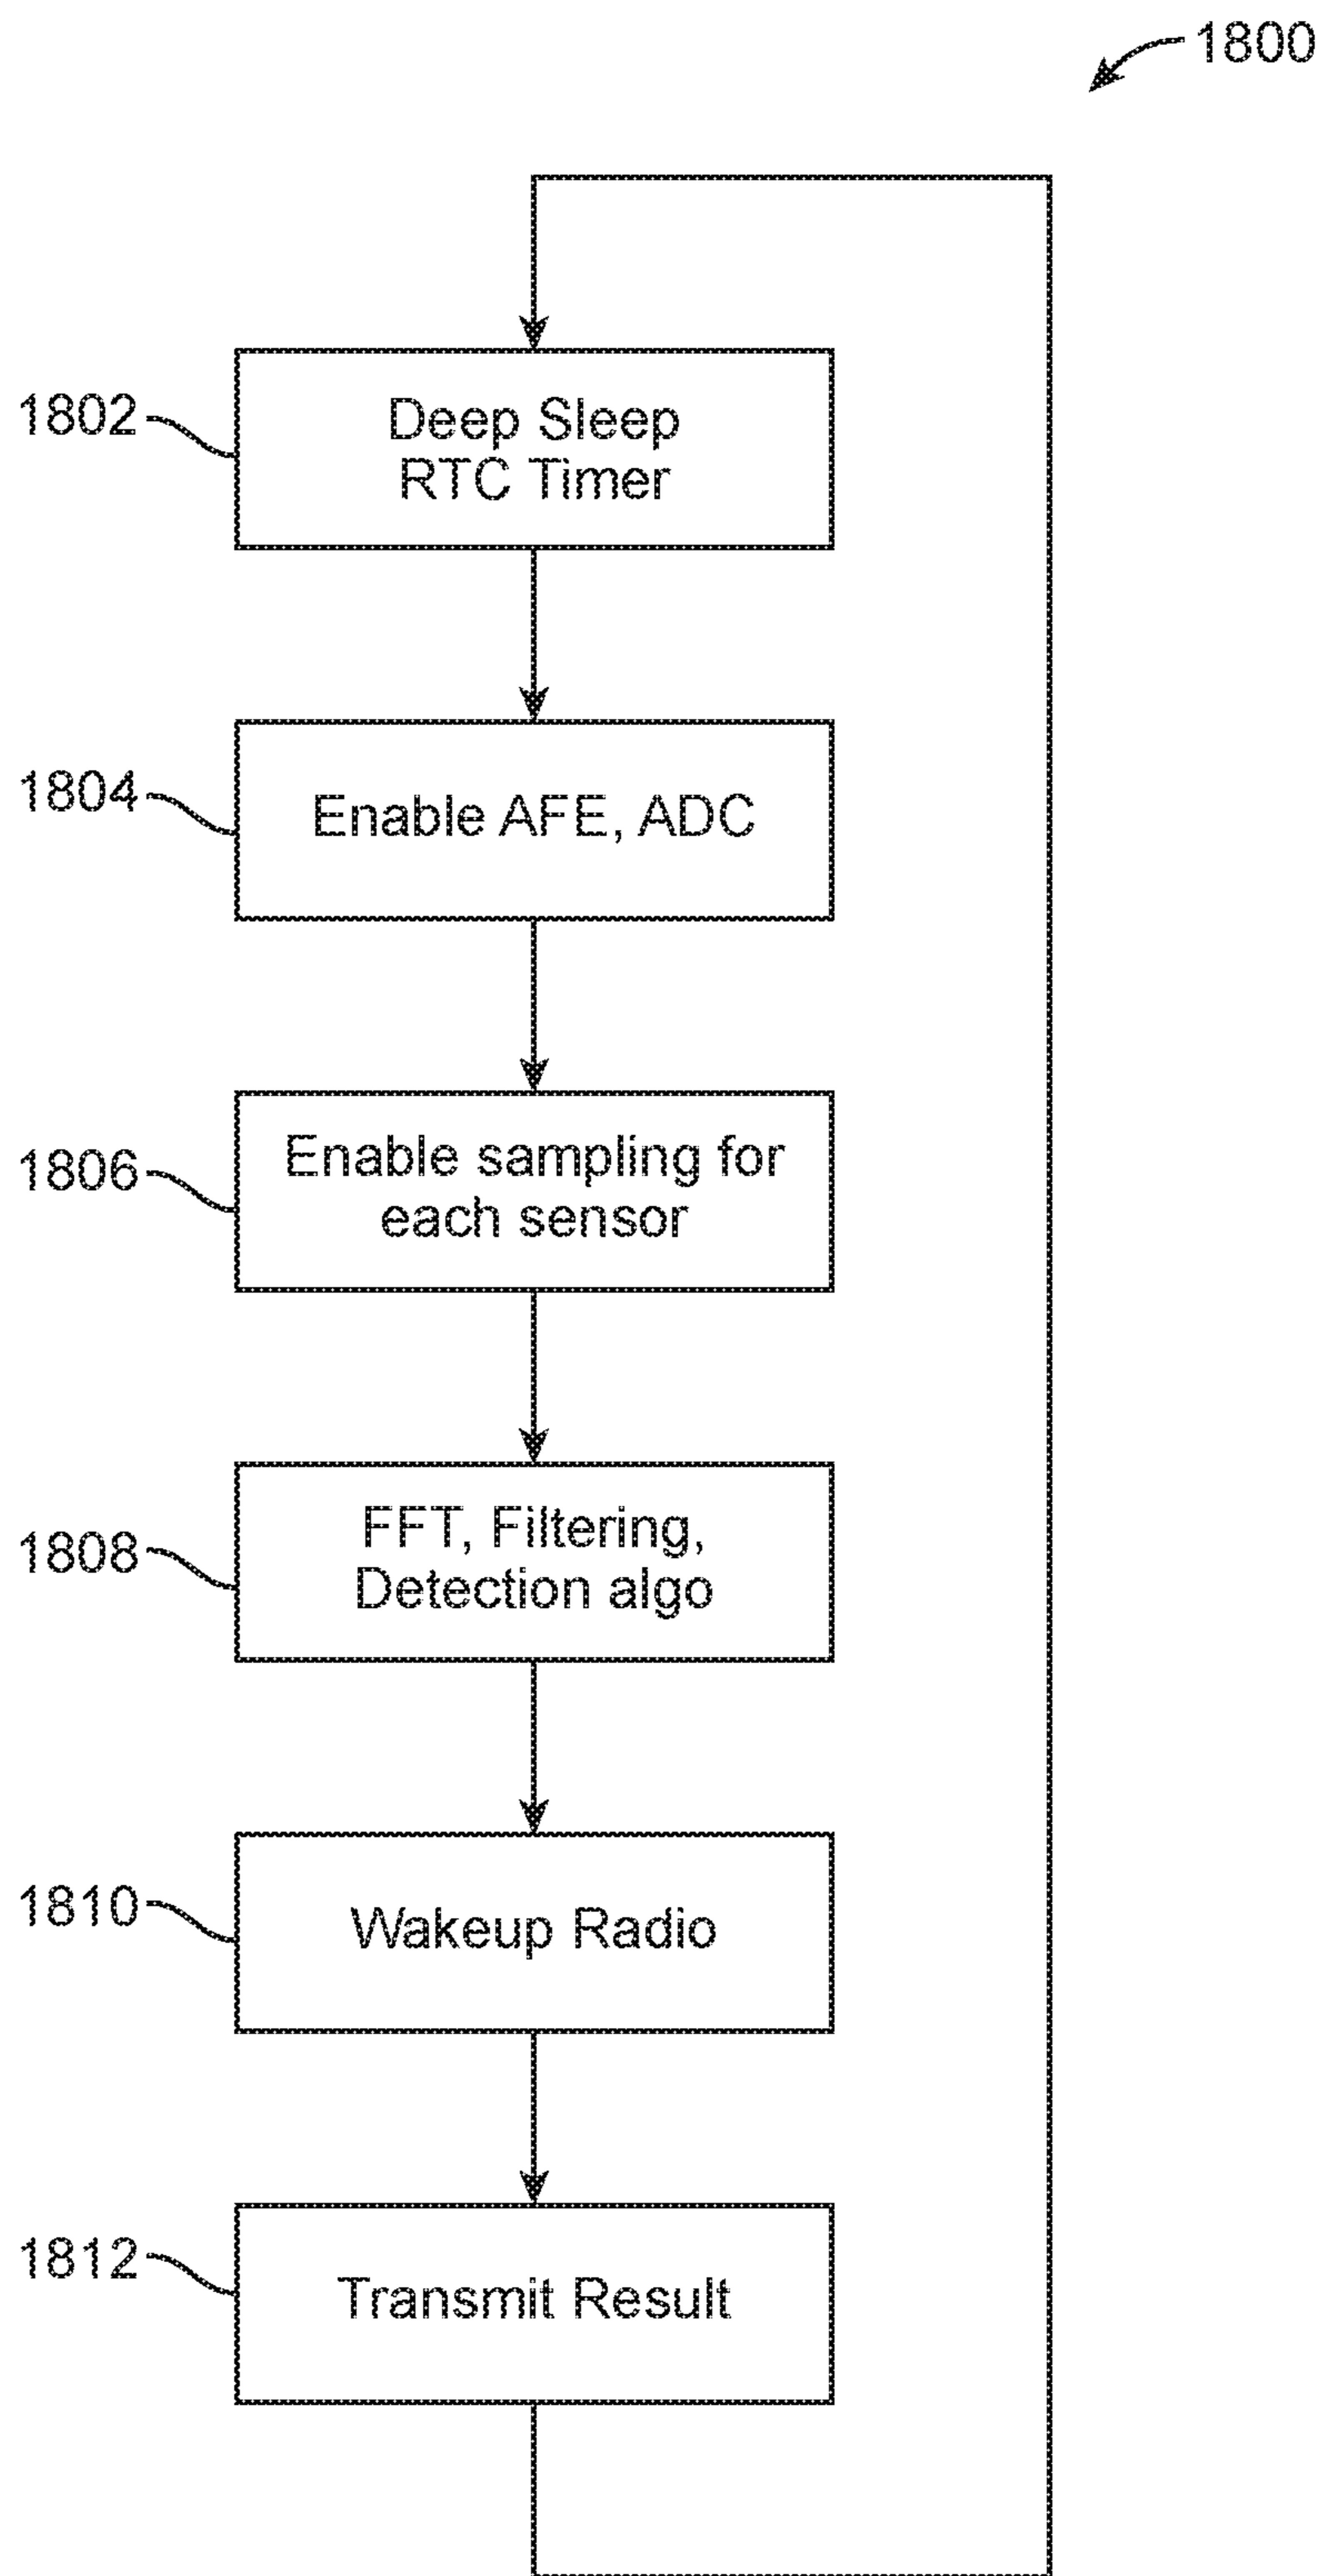 1800
1802
Deep Sleep
RTC Timer
1804
Enable AFE, ADC
1806
Enable sampling for
each sensor
1808
FFT, Filtering,
Detection algo
1810
Wakeup Radio
1812
Transmit Result